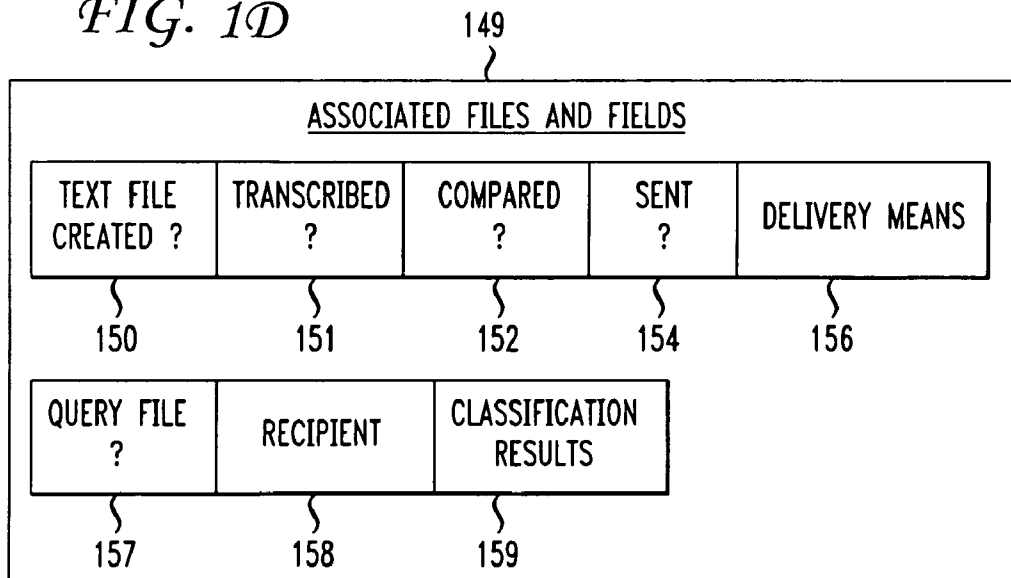 FIG. 1D
149
ASSOCIATED FILES AND FIELDS
TEXT FILE CREATED ?
TRANSCRIBED ?
COMPARED ?
SENT ?
DELIVERY MEANS
150
151
152
154
156
QUERY FILE ?
RECIPIENT
CLASSIFICATION RESULTS
157
158
159